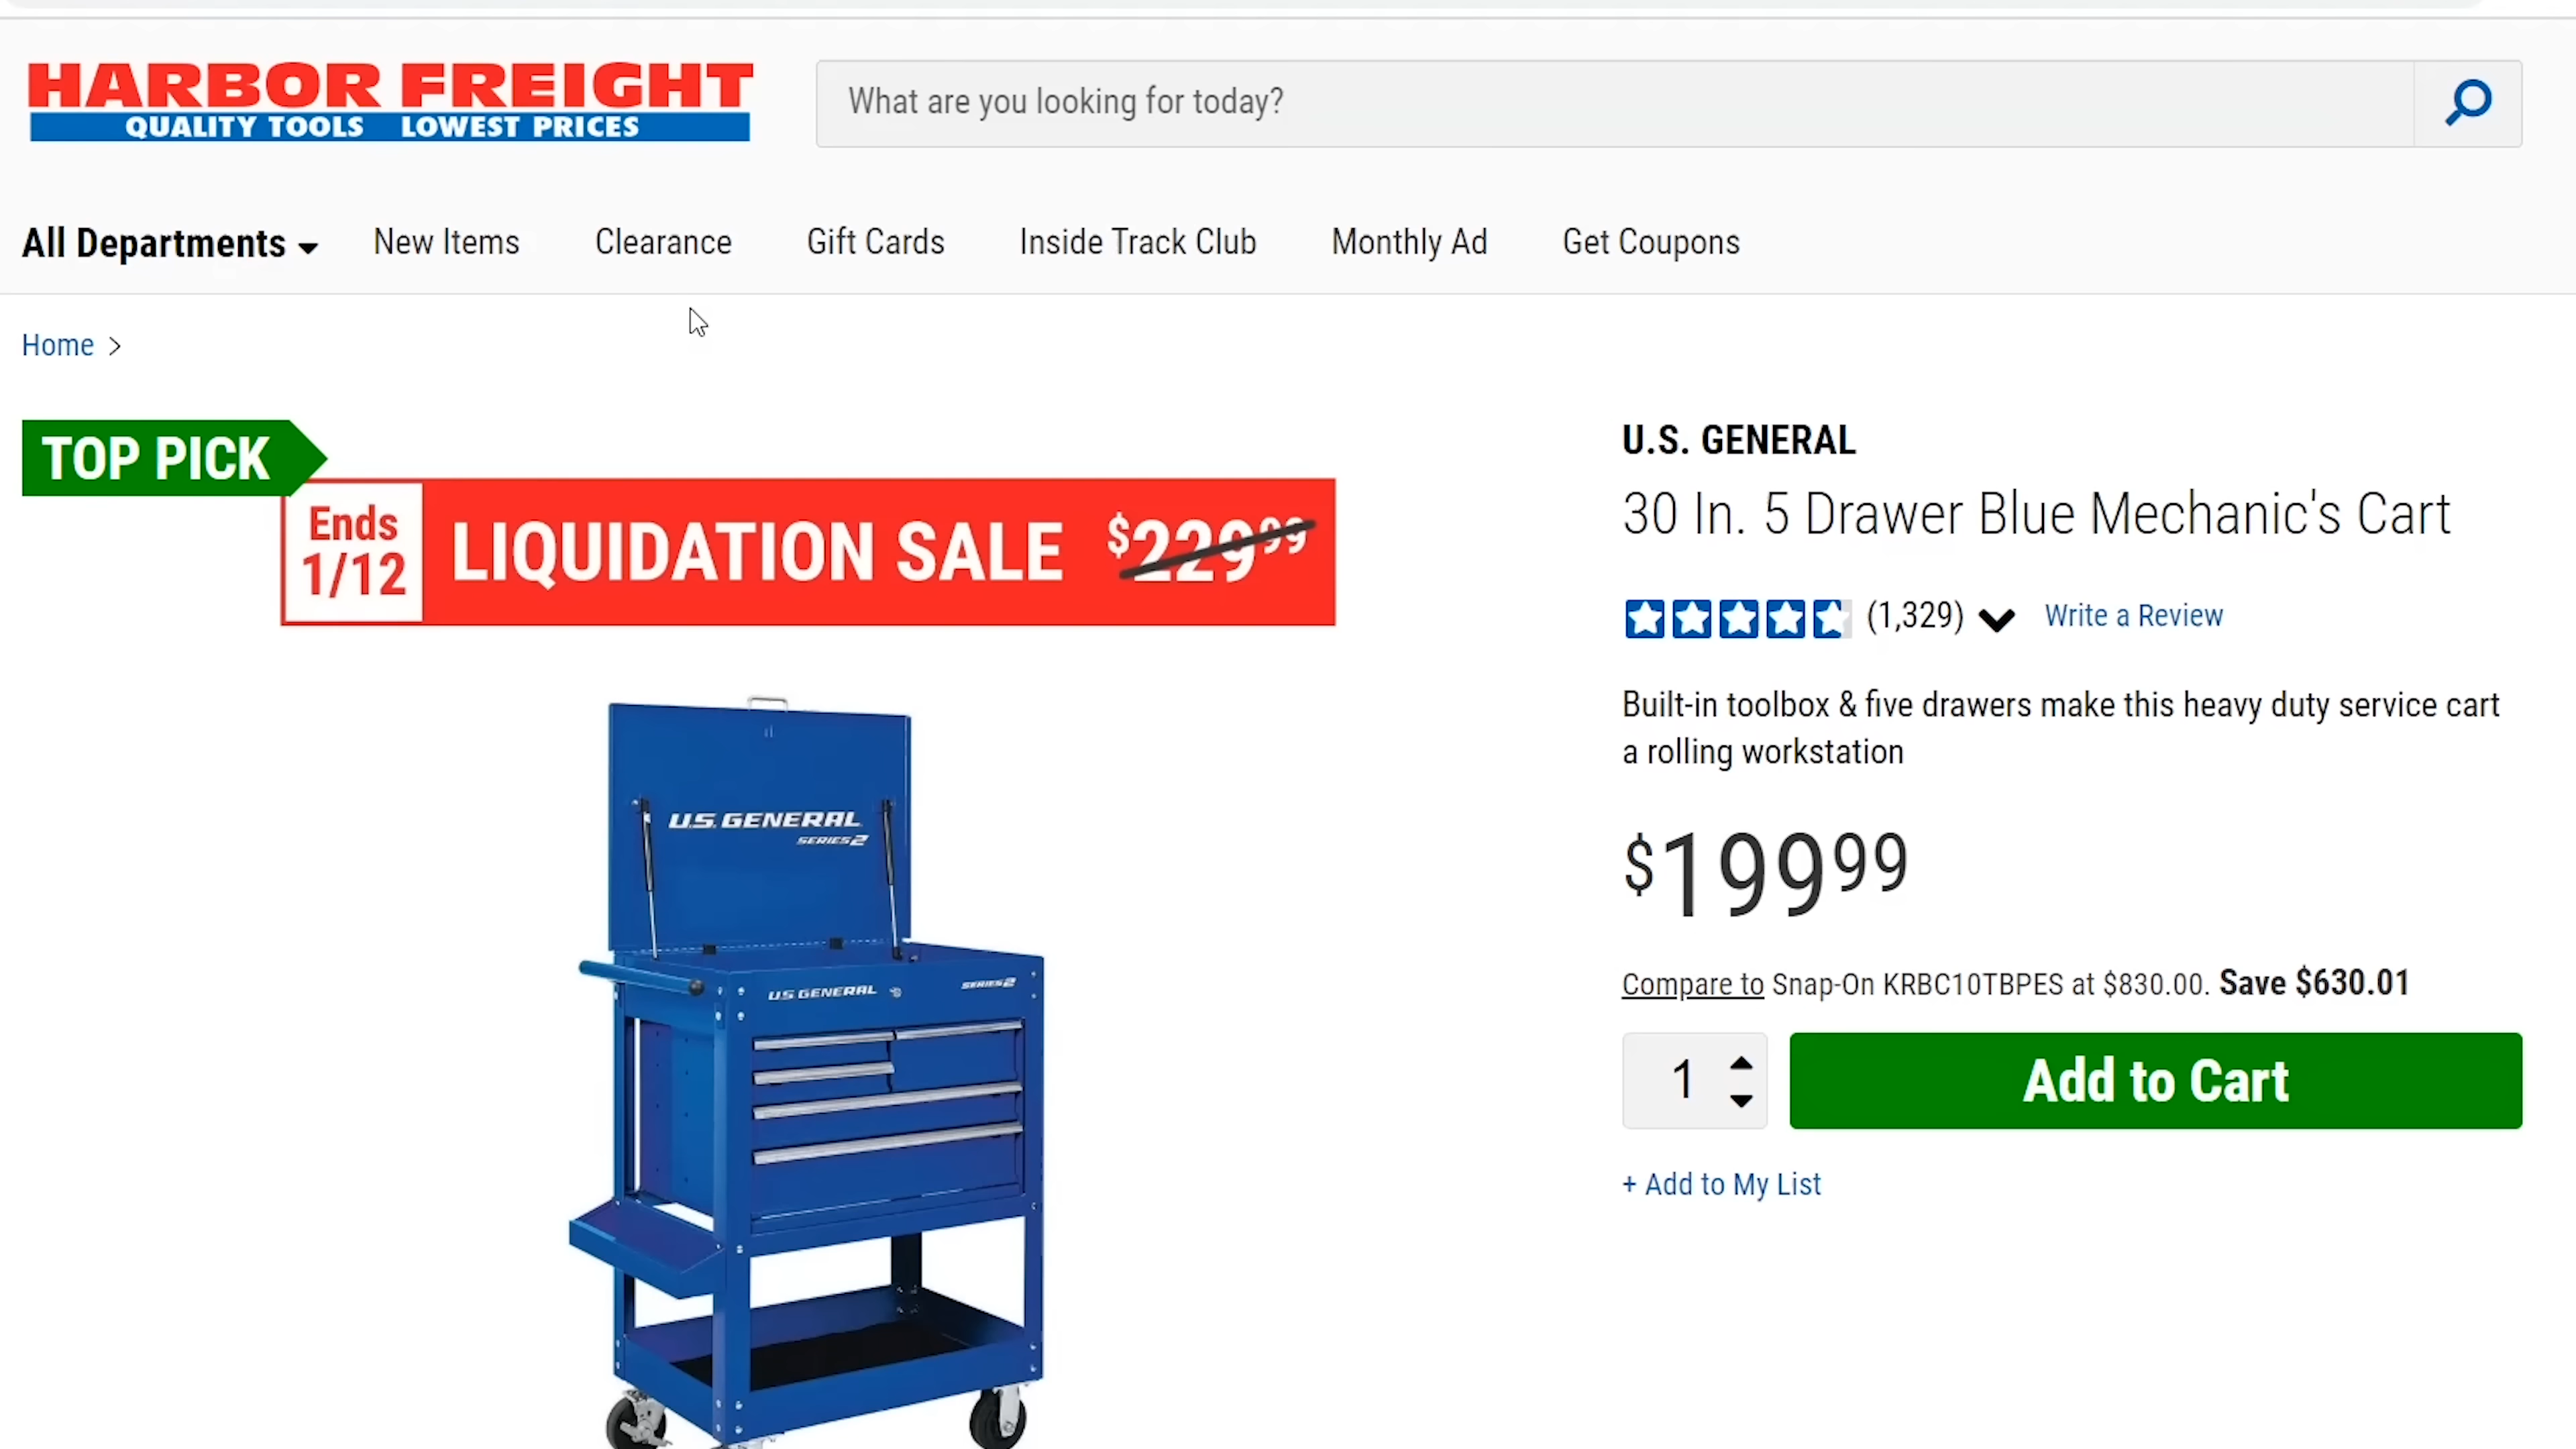 HARBOR FREIGHT
QUALITY TOOLS LOWEST PRICES
What are you looking for today?
All Departments New Items Clearance Gift Cards Inside Track Club Monthly Ad Get Coupons
Home >
TOP PICK
Ends
1/12
LIQUIDATION SALE $229 99
U.S. GENERAL
SERIES 2
U.S. GENERAL SERIES 2
U.S. GENERAL
30 In. 5 Drawer Blue Mechanic's Cart
(1,329) Write a Review
Built-in toolbox & five drawers make this heavy duty service cart
a rolling workstation
$199 99
Compare to Snap-On KRBC10TBPES at $830.00. Save $630.01
1 Add to Cart
+ Add to My List